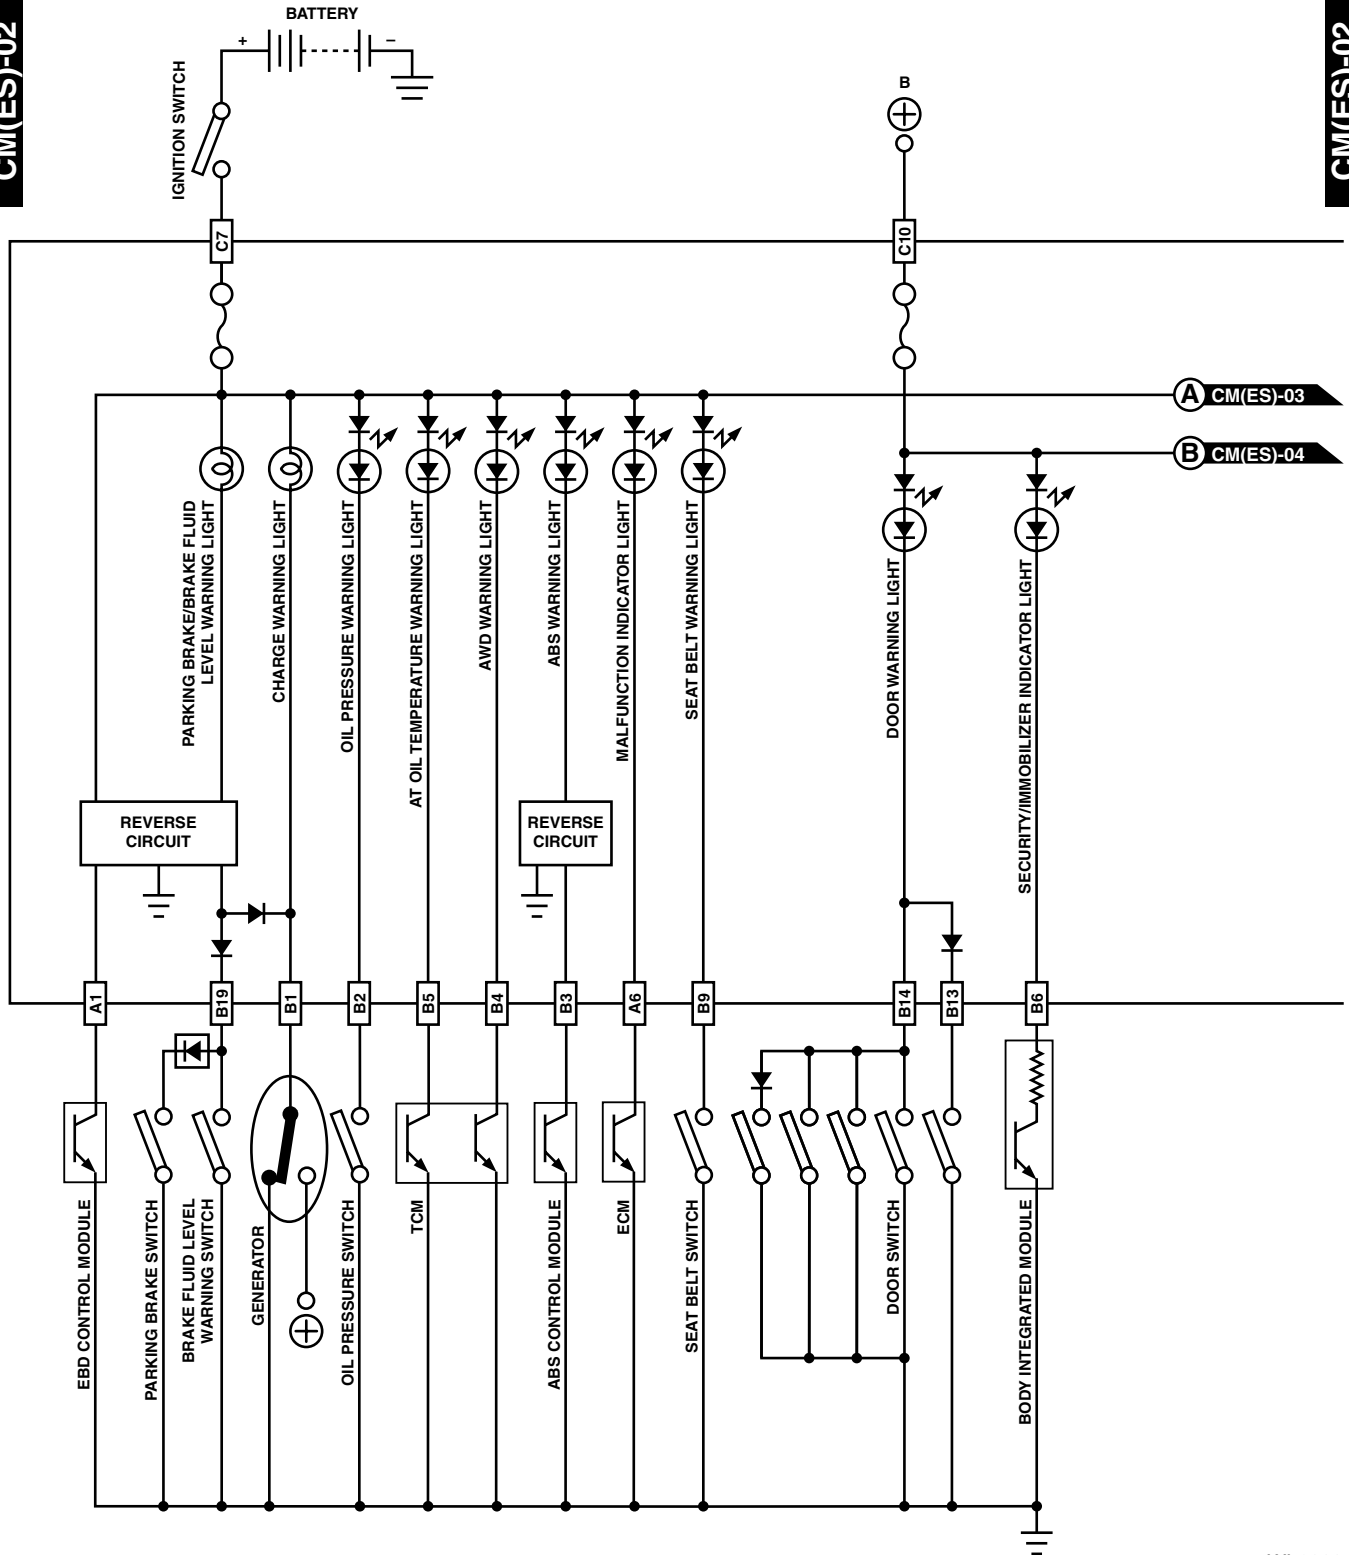 CM(ES)-02
CM(ES)-02
BATTERY
+
–
IGNITION SWITCH
B
C7
C10
A CM(ES)-03
B CM(ES)-04
PARKING BRAKE/BRAKE FLUID
LEVEL WARNING LIGHT
CHARGE WARNING LIGHT
OIL PRESSURE WARNING LIGHT
AT OIL TEMPERATURE WARNING LIGHT
AWD WARNING LIGHT
ABS WARNING LIGHT
MALFUNCTION INDICATOR LIGHT
SEAT BELT WARNING LIGHT
DOOR WARNING LIGHT
SECURITY/IMMOBILIZER INDICATOR LIGHT
REVERSE
CIRCUIT
REVERSE
CIRCUIT
A1
B19
B1
B2
B5
B4
B3
A6
B9
B14
B13
B6
EBD CONTROL MODULE
PARKING BRAKE SWITCH
BRAKE FLUID LEVEL
WARNING SWITCH
GENERATOR
OIL PRESSURE SWITCH
TCM
ABS CONTROL MODULE
ECM
SEAT BELT SWITCH
DOOR SWITCH
BODY INTEGRATED MODULE